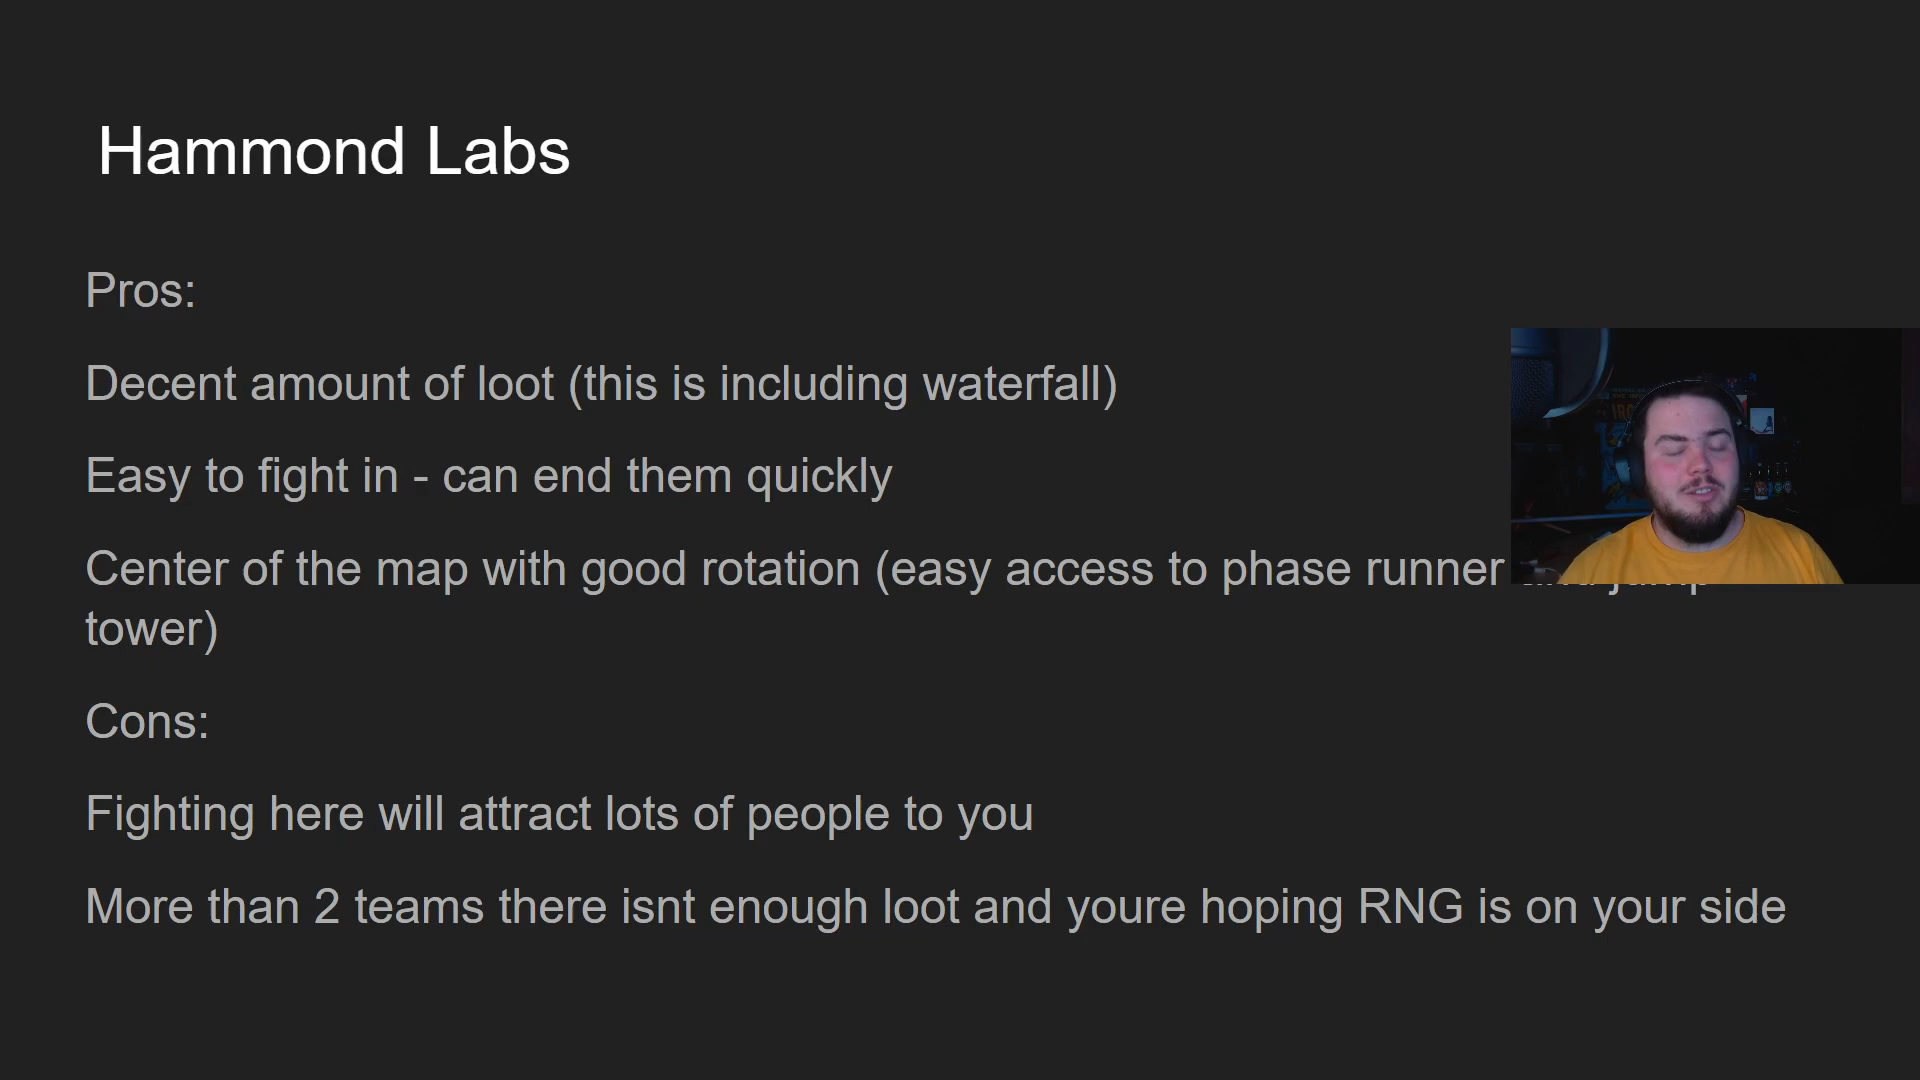 Hammond Labs
Pros:
Decent amount of loot (this is including waterfall)
Easy to fight in - can end them quickly
Center of the map with good rotation (easy access to phase runner
tower)
Cons:
Fighting here will attract lots of people to you
More than 2 teams there isnt enough loot and youre hoping RNG is on your side